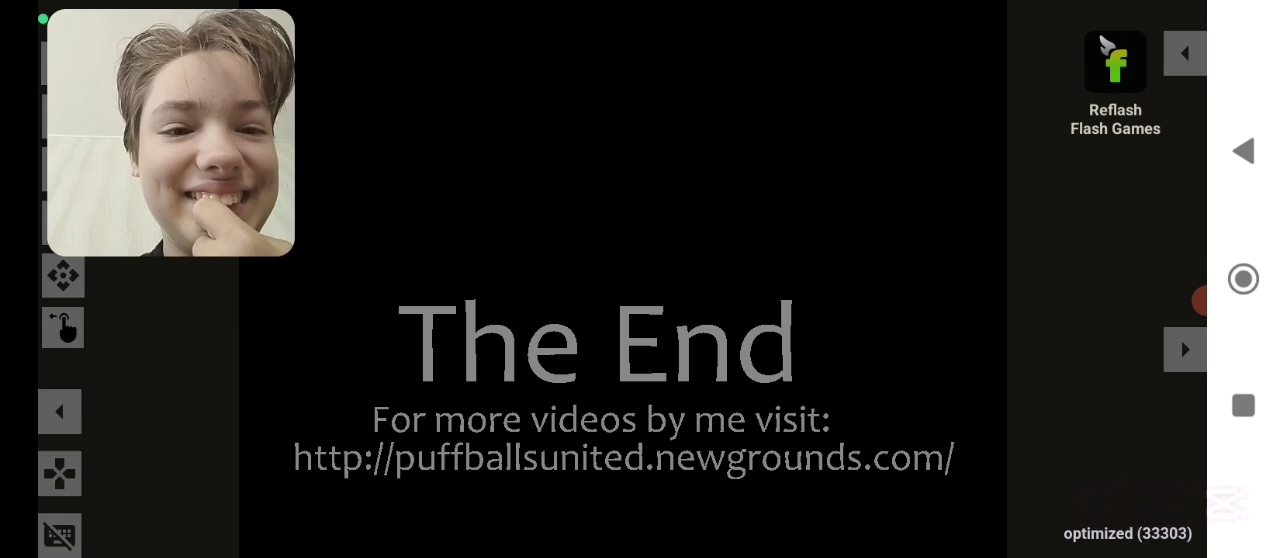 Reflash
Flash Games
The End
For more videos by me visit:
http://puffballsunited.newgrounds.com/
optimized (33303)